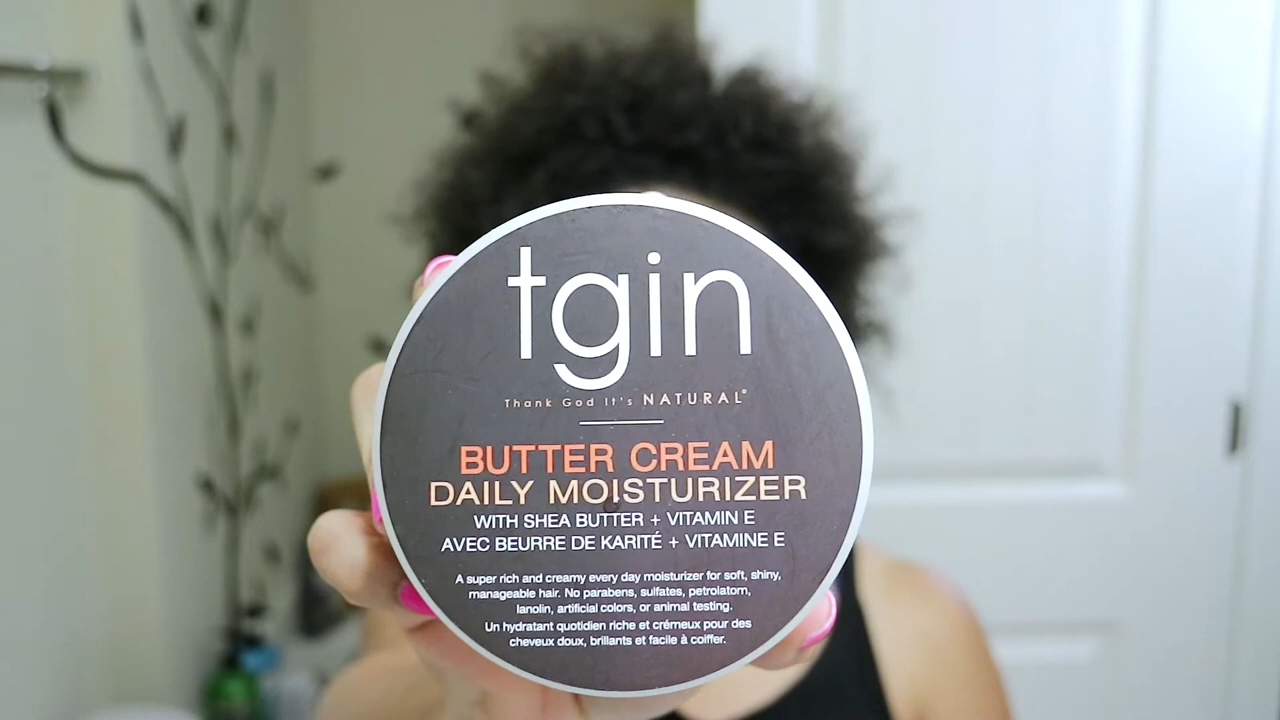 tgin
Thank God It's NATURAL®
BUTTER CREAM
DAILY MOISTURIZER
WITH SHEA BUTTER + VITAMIN E
AVEC BEURRE DE KARITÉ + VITAMINE E
A super rich and creamy every day moisturizer for soft, shiny,
manageable hair. No parabens, sulfates, petrolatom,
lanolin, artificial colors, or animal testing.
Un hydratant quotidien riche et crémeux pour des
cheveux doux, brillants et facile à coiffer.